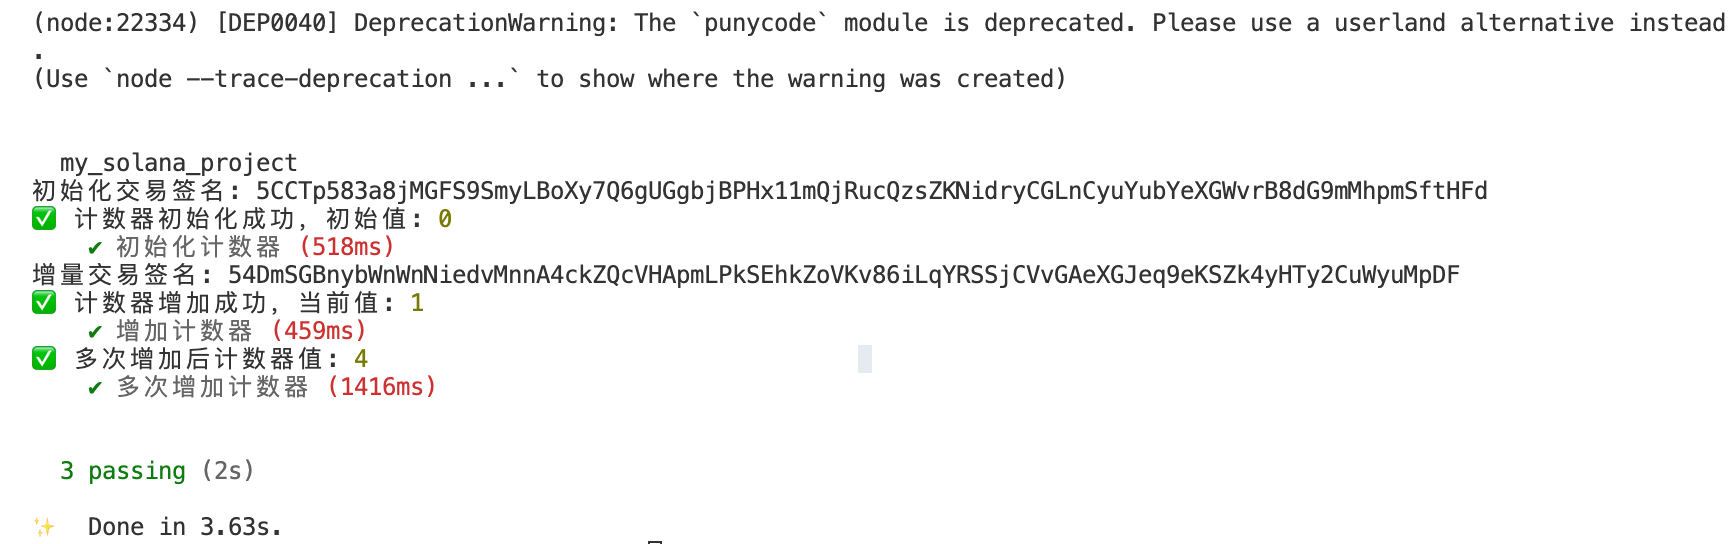 (node:22334) [DEP0040] DeprecationWarning: The `punycode` module is deprecated. Please use a userland alternative instead
.
(Use `node --trace-deprecation ...` to show where the warning was created)
my_solana_project
初始化交易签名: 5CCTp583a8jMGFS9SmyLBoXy7Q6gUGgbjBPHx11mQjRucQzsZKNidryCGLnCyuYubYeXGWvrB8dG9mMhpmSftHFd
✅ 计数器初始化成功, 初始值: 0
✔ 初始化计数器 (518ms)
增量交易签名: 54DmSGBnybWnWnNiedvMnnA4ckZQcVHApmLPkSEhkZoVKv86iLqYRSSjCVvGAeXGJeq9eKSZk4yHTy2CuWyuMpDF
✅ 计数器增加成功, 当前值: 1
✔ 增加计数器 (459ms)
✅ 多次增加后计数器值: 4
✔ 多次增加计数器 (1416ms)
3 passing (2s)
✨ Done in 3.63s.